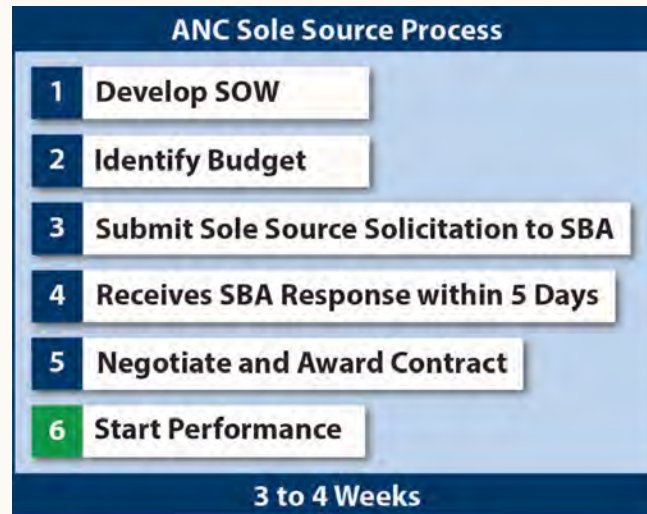 ANC Sole Source Process
1 Develop SOW
2 Identify Budget
3 Submit Sole Source Solicitation to SBA
4 Receives SBA Response within 5 Days
5 Negotiate and Award Contract
6 Start Performance
3 to 4 Weeks